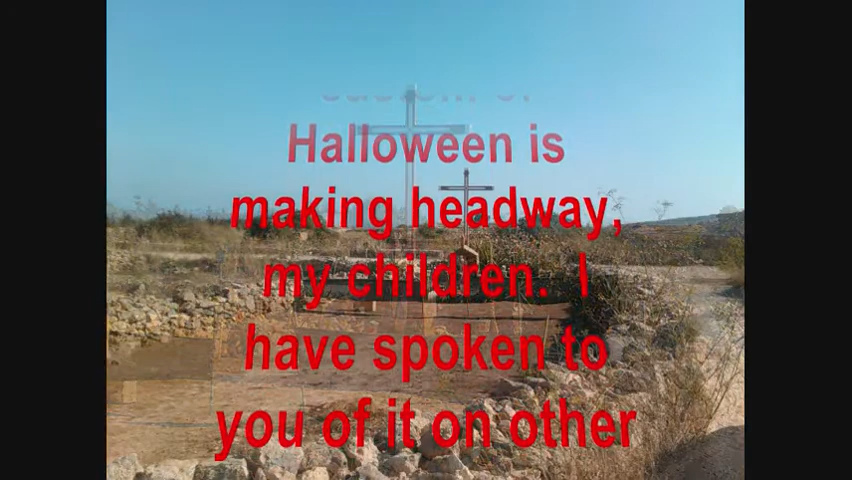 Halloween is
making headway,
my children. I
have spoken to
you of it on other